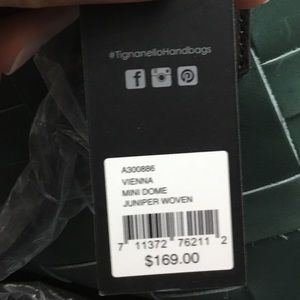 #TignanelloHandbags
A300886
VIENNA
MINI DOME
JUNIPER WOVEN
7 11372 76211 2
$169.00